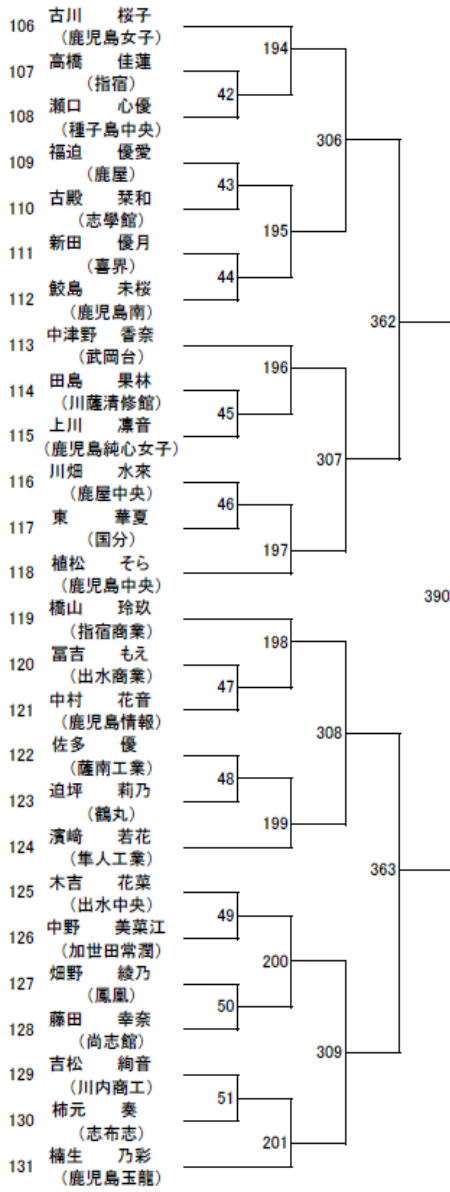 106 古川 桜子
(鹿児島女子)
194
107 高橋 佳蓮
(指宿)
42
108 瀬口 心優
(種子島中央)
306
109 福迫 優愛
(鹿屋)
43
110 古殿 栞和
(志學館)
195
111 新田 優月
(喜界)
44
112 鮫島 未桜
(鹿児島南)
362
113 中津野 香奈
(武岡台)
196
114 田島 果林
(川薩清修館)
45
115 上川 凛音
(鹿児島純心女子)
307
116 川畑 水來
(鹿屋中央)
46
117 東 華夏
(国分)
197
118 植松 そら
(鹿児島中央)
390
119 橋山 玲玖
(指宿商業)
198
120 冨吉 もえ
(出水商業)
47
121 中村 花音
(鹿児島情報)
308
122 佐多 優
(薩南工業)
48
123 迫坪 莉乃
(鶴丸)
199
124 濱﨑 若花
(隼人工業)
363
125 木吉 花菜
(出水中央)
49
126 中野 美菜江
(加世田常潤)
200
127 畑野 綾乃
(鳳凰)
50
128 藤田 幸奈
(尚志館)
309
129 吉松 絢音
(川内商工)
51
130 柿元 奏
(志布志)
201
131 楠生 乃彩
(鹿児島玉龍)